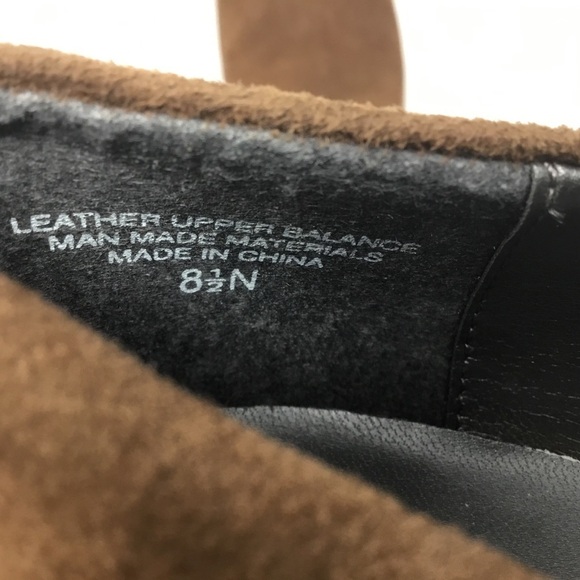 LEATHER UPPER BALANCE
MAN MADE MATERIALS
MADE IN CHINA
8½N